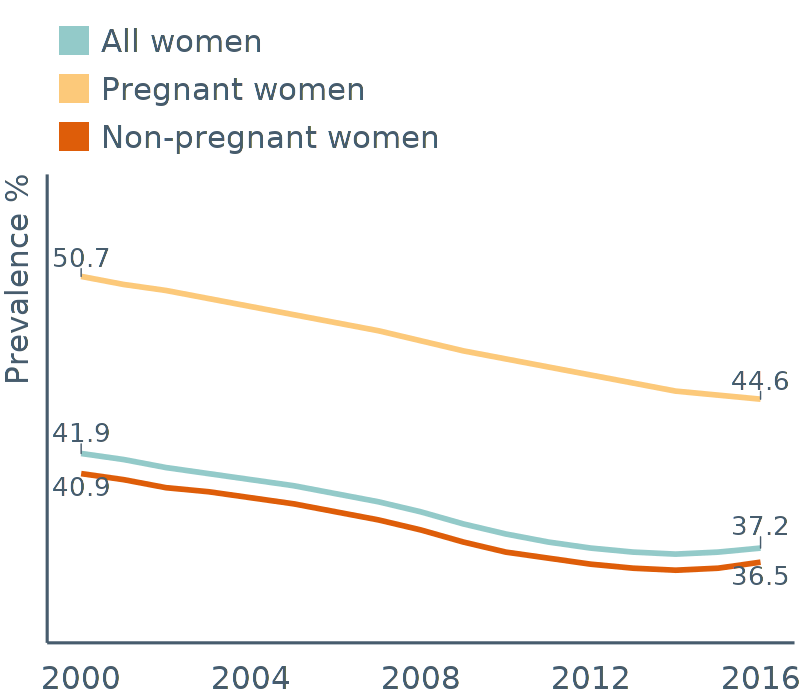 All women
Pregnant women
Non-pregnant women
Prevalence %
50.7
44.6
41.9
40.9
37.2
36.5
2000 2004 2008 2012 2016